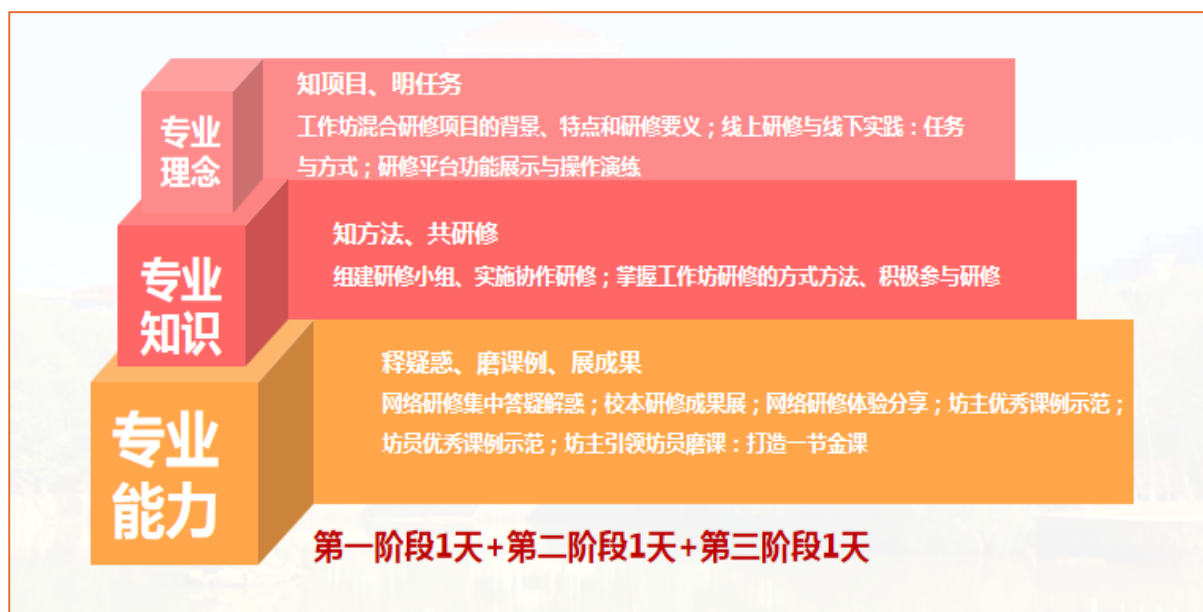 专业
理念
知项目、明任务
工作坊混合研修项目的背景、特点和研修要义；线上研修与线下实践：任务
与方式；研修平台功能展示与操作演练
专业
知识
知方法、共研修
组建研修小组、实施协作研修；掌握工作坊研修的方式方法、积极参与研修
专业
能力
释疑惑、磨课例、展成果
网络研修集中答疑解惑；校本研修成果展；网络研修体验分享；坊主优秀课例示范；
坊员优秀课例示范；坊主引领坊员磨课：打造一节金课
第一阶段1天+第二阶段1天+第三阶段1天